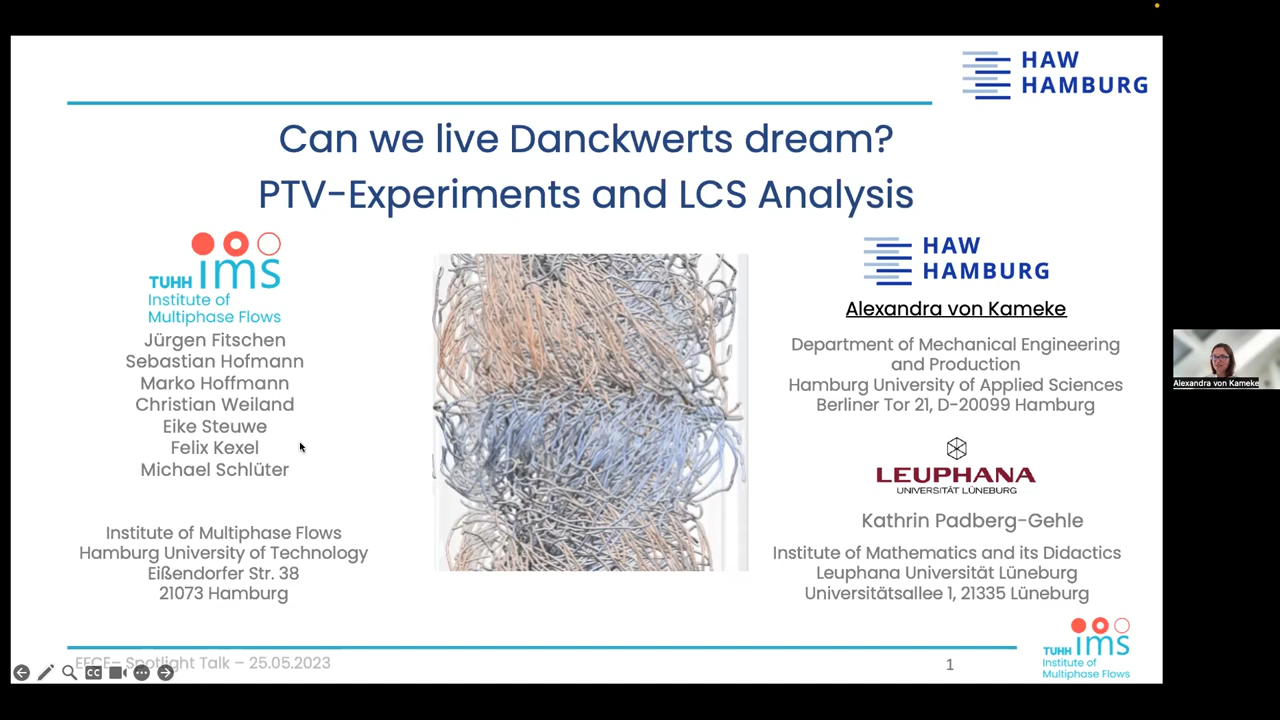 HAW
HAMBURG
Can we live Danckwerts dream?
PTV-Experiments and LCS Analysis
TUHH ims
Institute of
Multiphase Flows
Jürgen Fitschen
Sebastian Hofmann
Marko Hoffmann
Christian Weiland
Eike Steuwe
Felix Kexel
Michael Schlüter
Institute of Multiphase Flows
Hamburg University of Technology
Eißendorfer Str. 38
21073 Hamburg
HAW
HAMBURG
Alexandra von Kameke
Department of Mechanical Engineering
and Production
Hamburg University of Applied Sciences
Berliner Tor 21, D-20099 Hamburg
LEUPHANA
UNIVERSITÄT LÜNEBURG
Kathrin Padberg-Gehle
Institute of Mathematics and its Didactics
Leuphana Universität Lüneburg
Universitätsallee 1, 21335 Lüneburg
EFCE– Spotlight Talk – 25.05.2023
CC
1
TUHH ims
Institute of
Multiphase Flows
Alexandra von Kameke